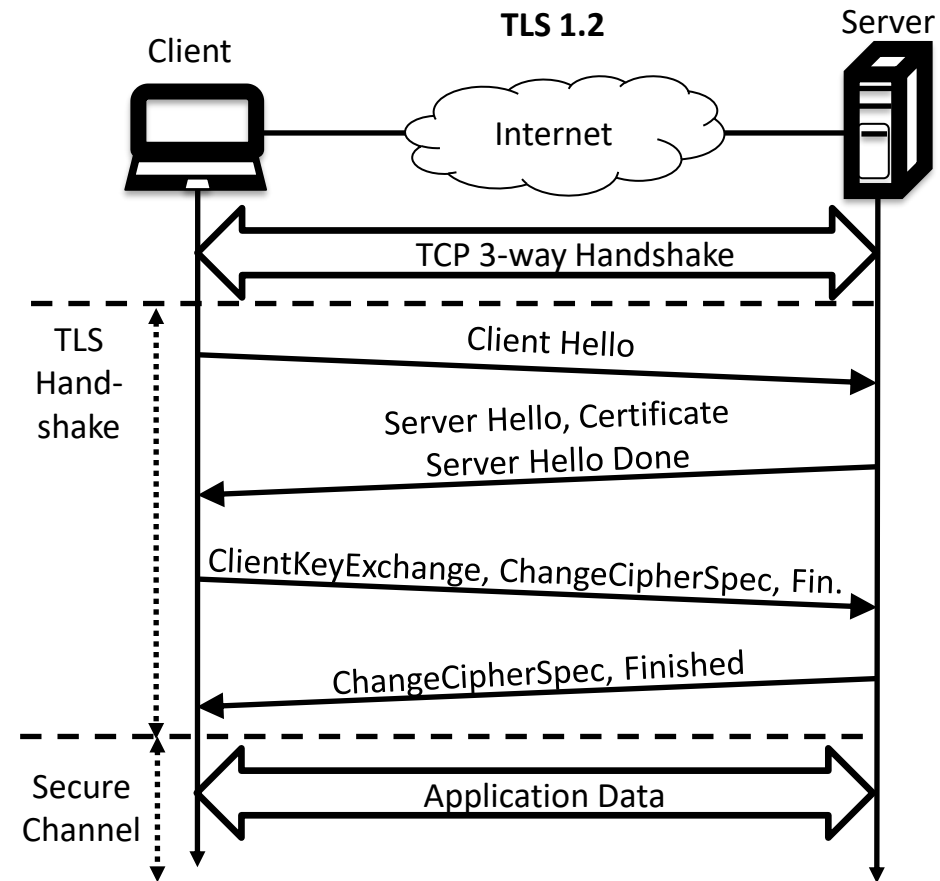 TLS 1.2
Client
Server
Internet
TCP 3-way Handshake
TLS
Hand-
shake
Client Hello
Server Hello, Certificate
Server Hello Done
ClientKeyExchange, ChangeCipherSpec, Fin.
ChangeCipherSpec, Finished
Secure
Channel
Application Data